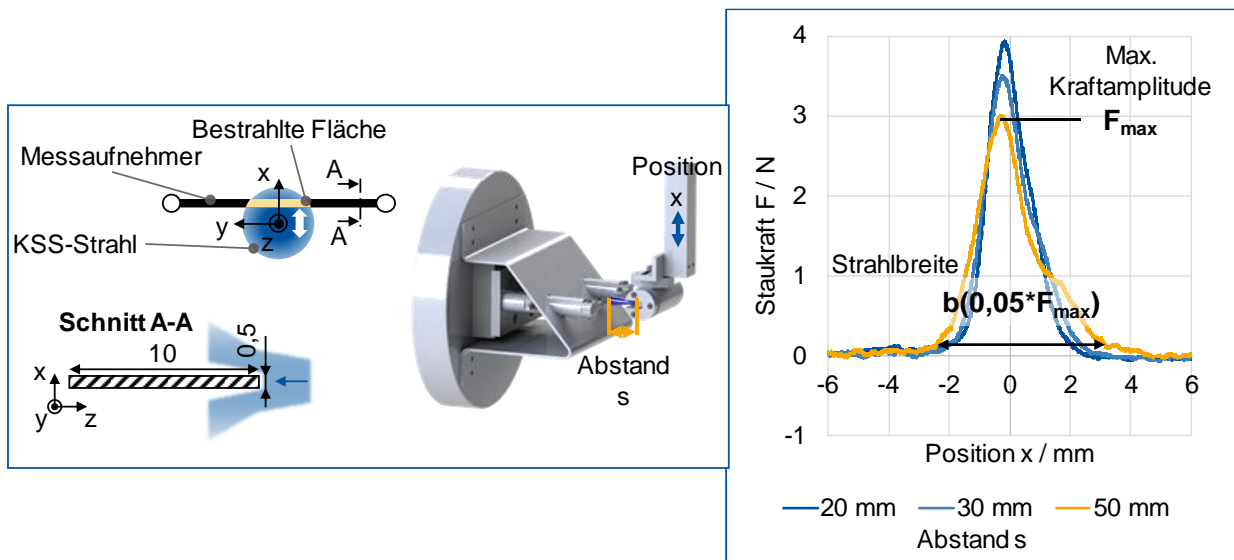 Bestrahlte Fläche
Messaufnehmer
A
x
y
z
A
KSS-Strahl
Position
x
Schnitt A-A
10
0,5
x
y
z
Abstand
s
4
3
2
1
0
-1
Staukraft F / N
Max.
Kraftamplitude
F_max
Strahlbreite
b(0,05*F_max)
-6
-4
-2
0
2
4
6
Position x / mm
20 mm
30 mm
50 mm
Abstand s